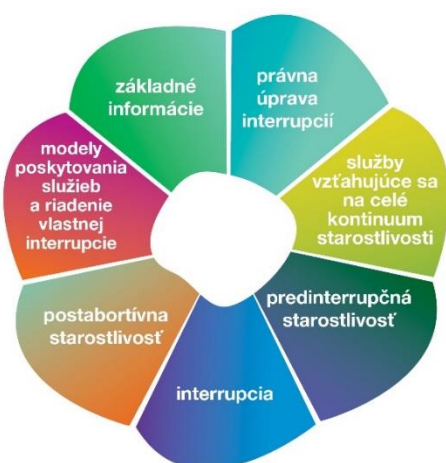 základné
informácie
právna
úprava
interrupcií
služby
vzťahujúce sa
na celé
kontinuum
starostlivosti
predinterrupčná
starostlivosť
interrupcia
postabortívna
starostlivosť
modely
poskytovania
služieb
a riadenie
vlastnej
interrupcie